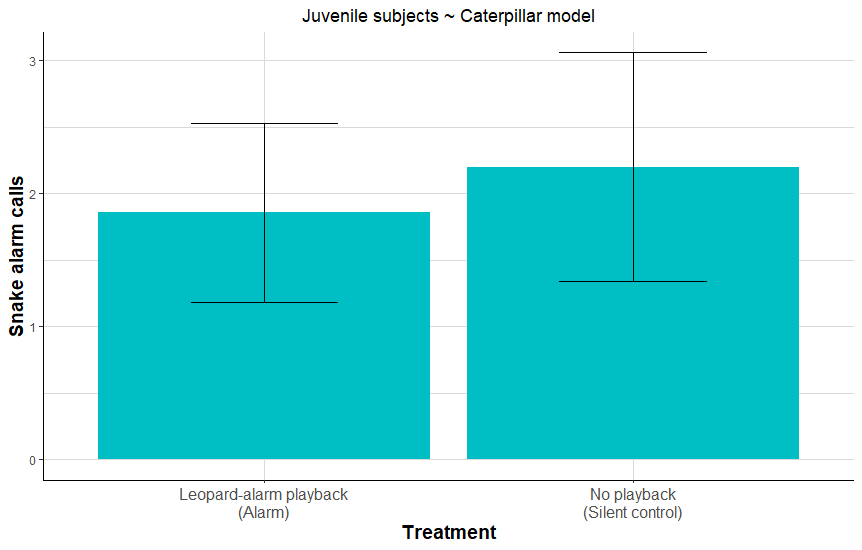 Juvenile subjects ~ Caterpillar model
Snake alarm calls
3
2
1
0
Leopard-alarm playback
(Alarm)
No playback
(Silent control)
Treatment